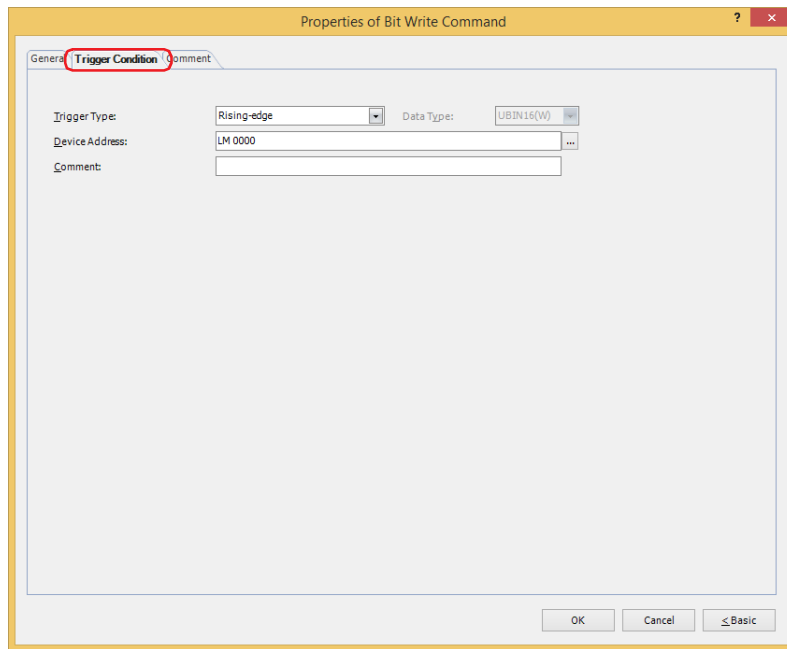 Properties of Bit Write Command
? ×
General Trigger Condition Comment
Trigger Type: Rising-edge Data Type: UBIN16(W)
Device Address: LM 0000 ...
Comment:
OK Cancel < Basic